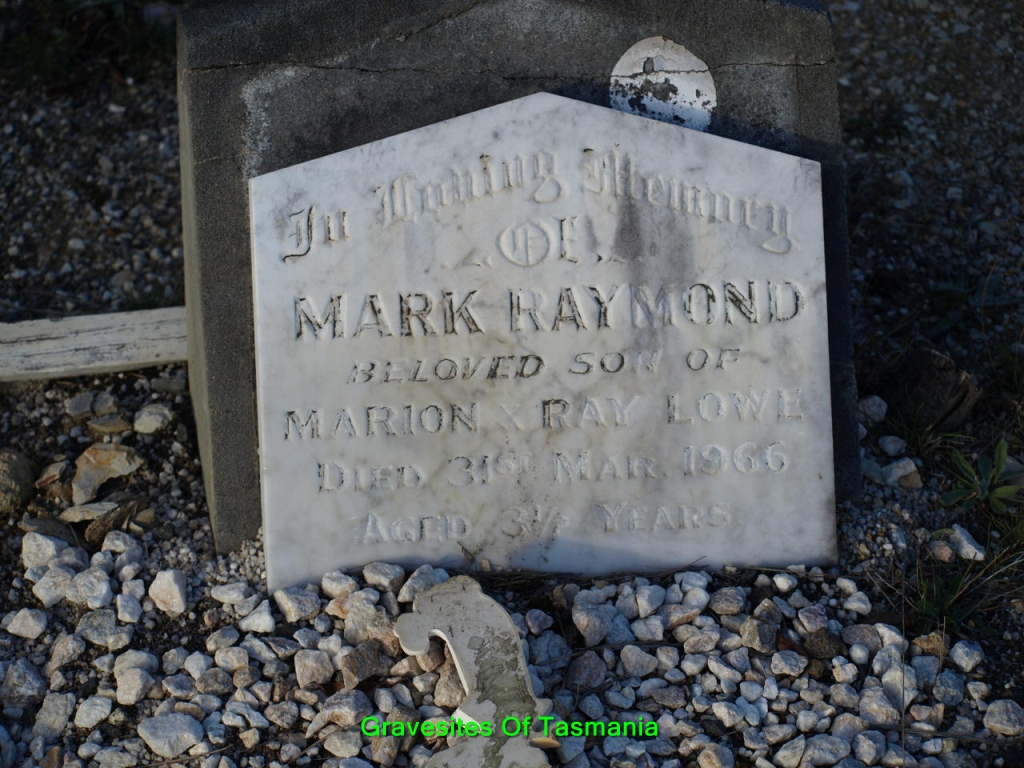 In Loving Memory
OF
MARK RAYMOND
BELOVED SON OF
MARION & RAY LOWE
DIED 31ST MAR 1966
AGED 3½ YEARS
Gravesites Of Tasmania